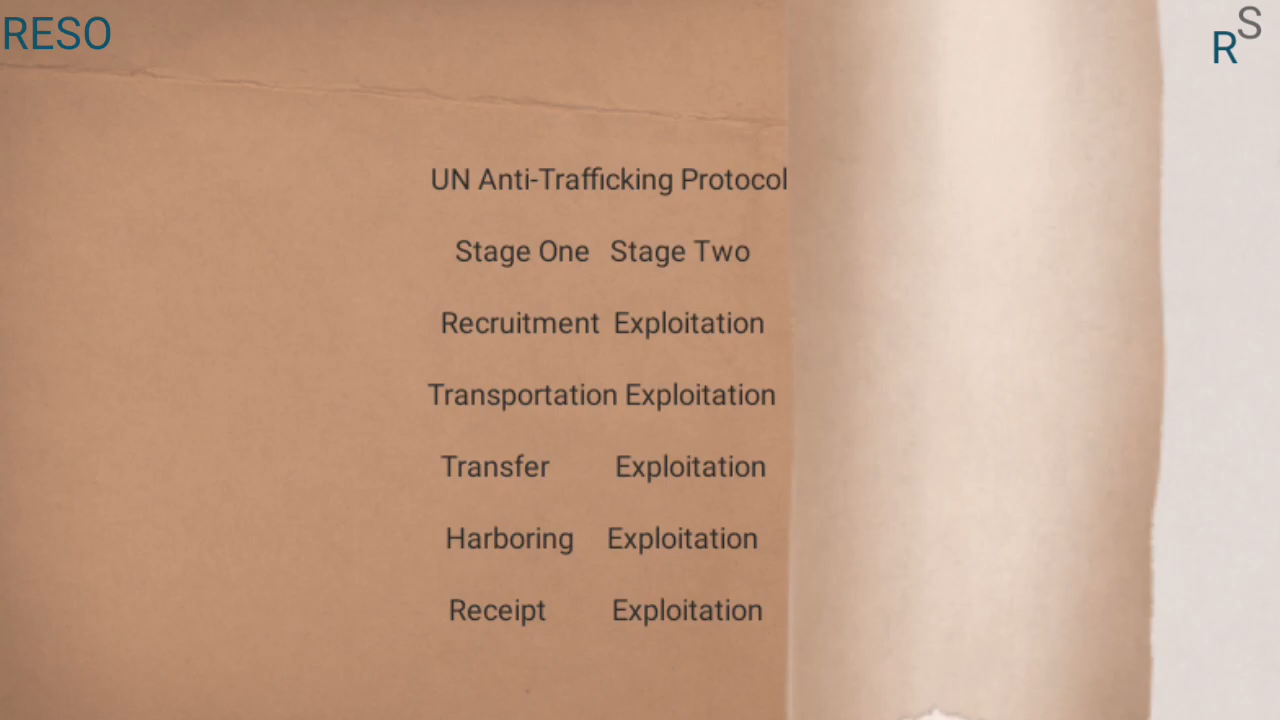 RESO
R S
UN Anti-Trafficking Protocol
Stage One Stage Two
Recruitment Exploitation
Transportation Exploitation
Transfer Exploitation
Harboring Exploitation
Receipt Exploitation